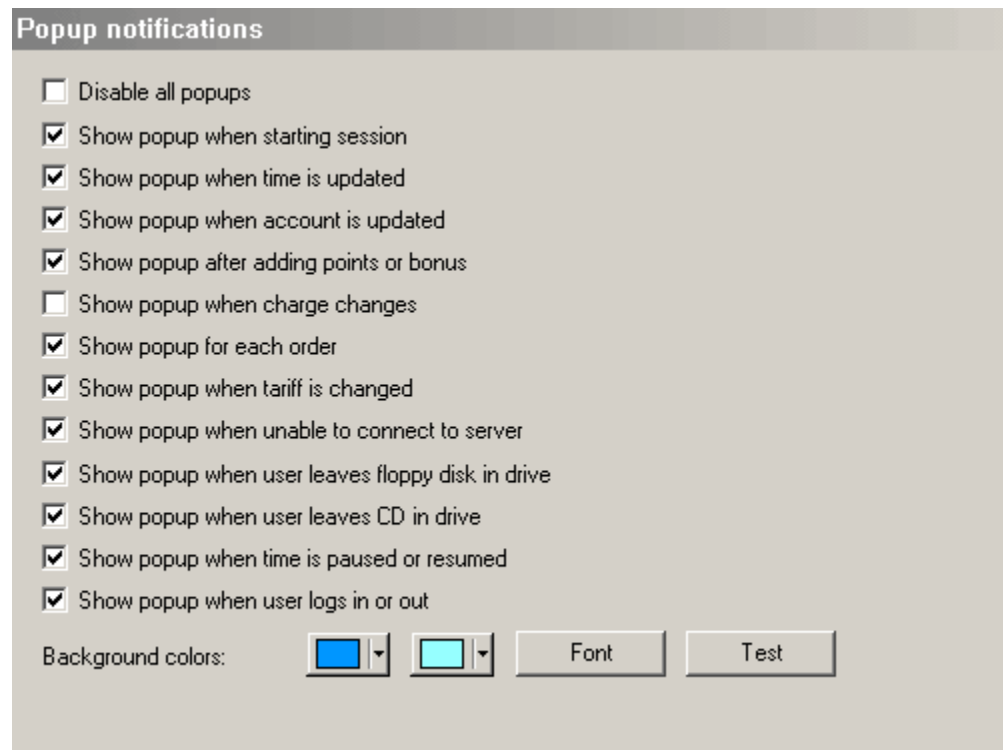 Popup notifications
Disable all popups
Show popup when starting session
Show popup when time is updated
Show popup when account is updated
Show popup after adding points or bonus
Show popup when charge changes
Show popup for each order
Show popup when tariff is changed
Show popup when unable to connect to server
Show popup when user leaves floppy disk in drive
Show popup when user leaves CD in drive
Show popup when time is paused or resumed
Show popup when user logs in or out
Background colors: Font Test